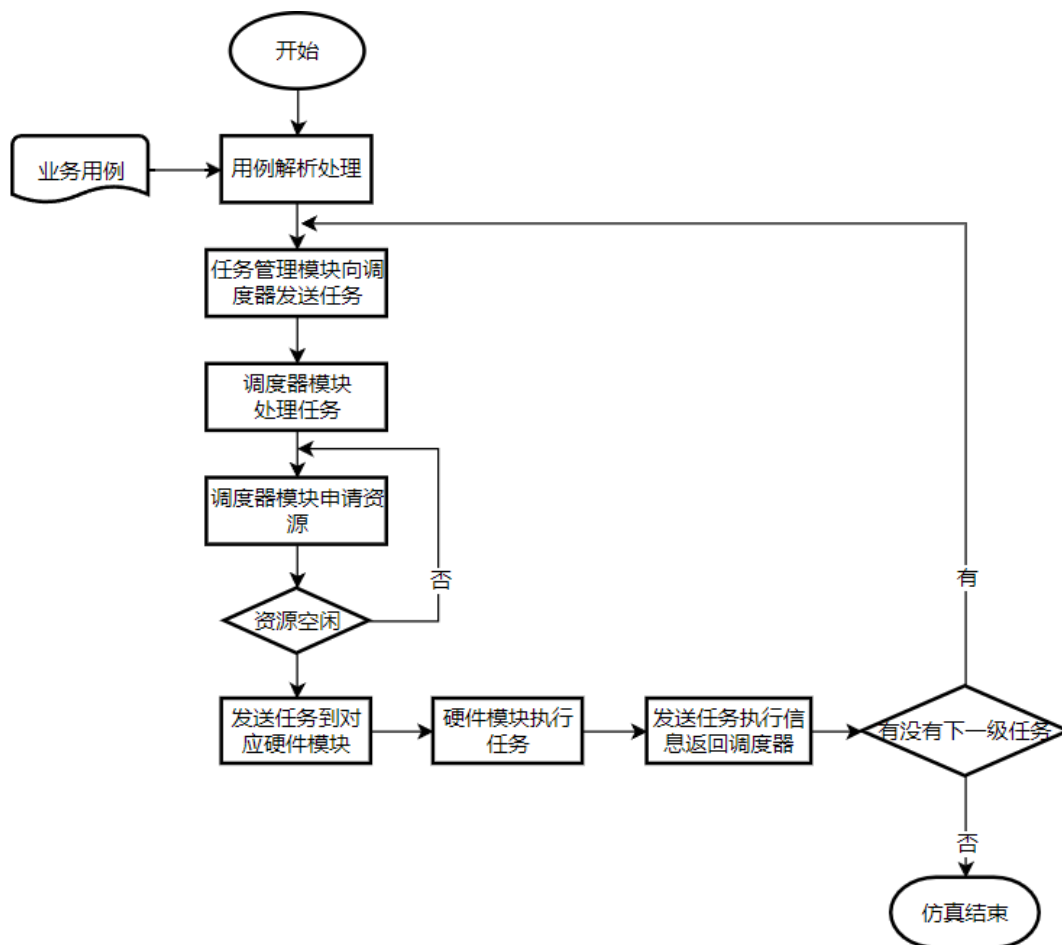 开始
业务用例
用例解析处理
任务管理模块向调
度器发送任务
调度器模块
处理任务
调度器模块申请资
源
否
资源空闲
有
发送任务到对
应硬件模块
硬件模块执行
任务
发送任务执行信
息返回调度器
有没有下一级任务
否
仿真结束